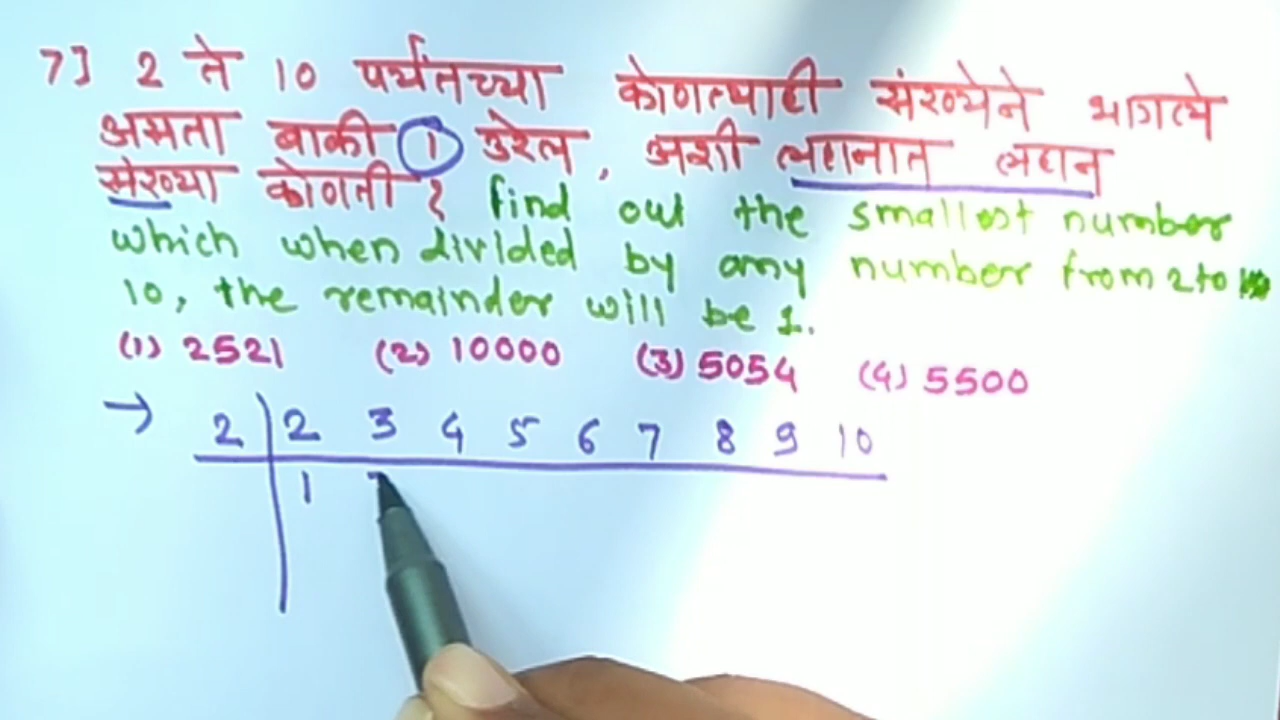 7] 2 ते 10 पर्यंतच्या कोणत्याही संख्येने भागले
असता बाकी 1 उरेल, अशी लहानात लहान
संख्या कोणती? find out the smallest number
which when divided by any number from 2 to 10
10, the remainder will be 1.
(1) 2521 (2) 10000 (3) 5054 (4) 5500
→ 2 2 3 4 5 6 7 8 9 10
1